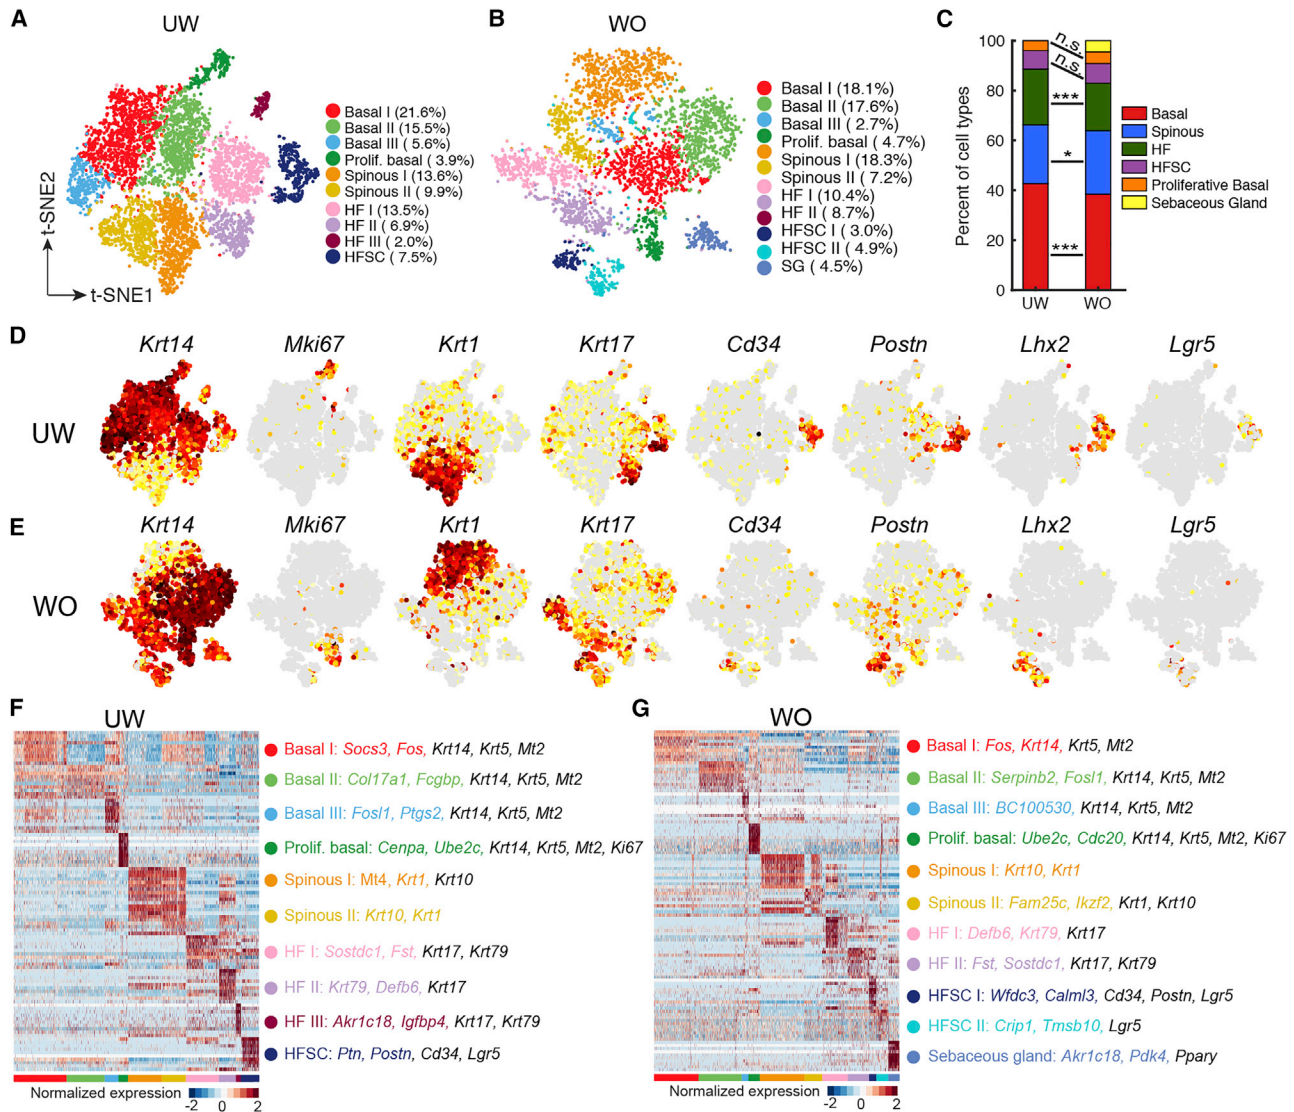 A
UW
t-SNE2
t-SNE1
Basal I (21.6%)
Basal II (15.5%)
Basal III (5.6%)
Prolif. basal ( 3.9%)
Spinous I (13.6%)
Spinous II ( 9.9%)
HF I (13.5%)
HF II ( 6.9%)
HF III ( 2.0%)
HFSC ( 7.5%)
B
WO
Basal I (18.1%)
Basal II (17.6%)
Basal III ( 2.7%)
Prolif. basal ( 4.7%)
Spinous I (18.3%)
Spinous II ( 7.2%)
HF I (10.4%)
HF II ( 8.7%)
HFSC I ( 3.0%)
HFSC II ( 4.9%)
SG ( 4.5%)
C
Percent of cell types
100
80
60
40
20
0
n.s.
n.s.
***
*
***
UW
WO
Basal
Spinous
HF
HFSC
Proliferative Basal
Sebaceous Gland
D
Krt14 Mki67 Krt1 Krt17 Cd34 Postn Lhx2 Lgr5
UW
E
Krt14 Mki67 Krt1 Krt17 Cd34 Postn Lhx2 Lgr5
WO
F
UW
Basal I: Socs3, Fos, Krt14, Krt5, Mt2
Basal II: Col17a1, Fcgbp, Krt14, Krt5, Mt2
Basal III: Fosl1, Ptgs2, Krt14, Krt5, Mt2
Prolif. basal: Cenpa, Ube2c, Krt14, Krt5, Mt2, Ki67
Spinous I: Mt4, Krt1, Krt10
Spinous II: Krt10, Krt1
HF I: Sostdc1, Fst, Krt17, Krt79
HF II: Krt79, Defb6, Krt17
HF III: Akr1c18, Igfbp4, Krt17, Krt79
HFSC: Ptn, Postn, Cd34, Lgr5
Normalized expression
-2 0 2
G
WO
Basal I: Fos, Krt14, Krt5, Mt2
Basal II: Serpinb2, Fosl1, Krt14, Krt5, Mt2
Basal III: BC100530, Krt14, Krt5, Mt2
Prolif. basal: Ube2c, Cdc20, Krt14, Krt5, Mt2, Ki67
Spinous I: Krt10, Krt1
Spinous II: Fam25c, Ikzf2, Krt1, Krt10
HF I: Defb6, Krt79, Krt17
HF II: Fst, Sostdc1, Krt17, Krt79
HFSC I: Wfdc3, Calml3, Cd34, Postn, Lgr5
HFSC II: Crip1, Tmsb10, Lgr5
Sebaceous gland: Akr1c18, Pdk4, Ppary
Normalized expression
-2 0 2